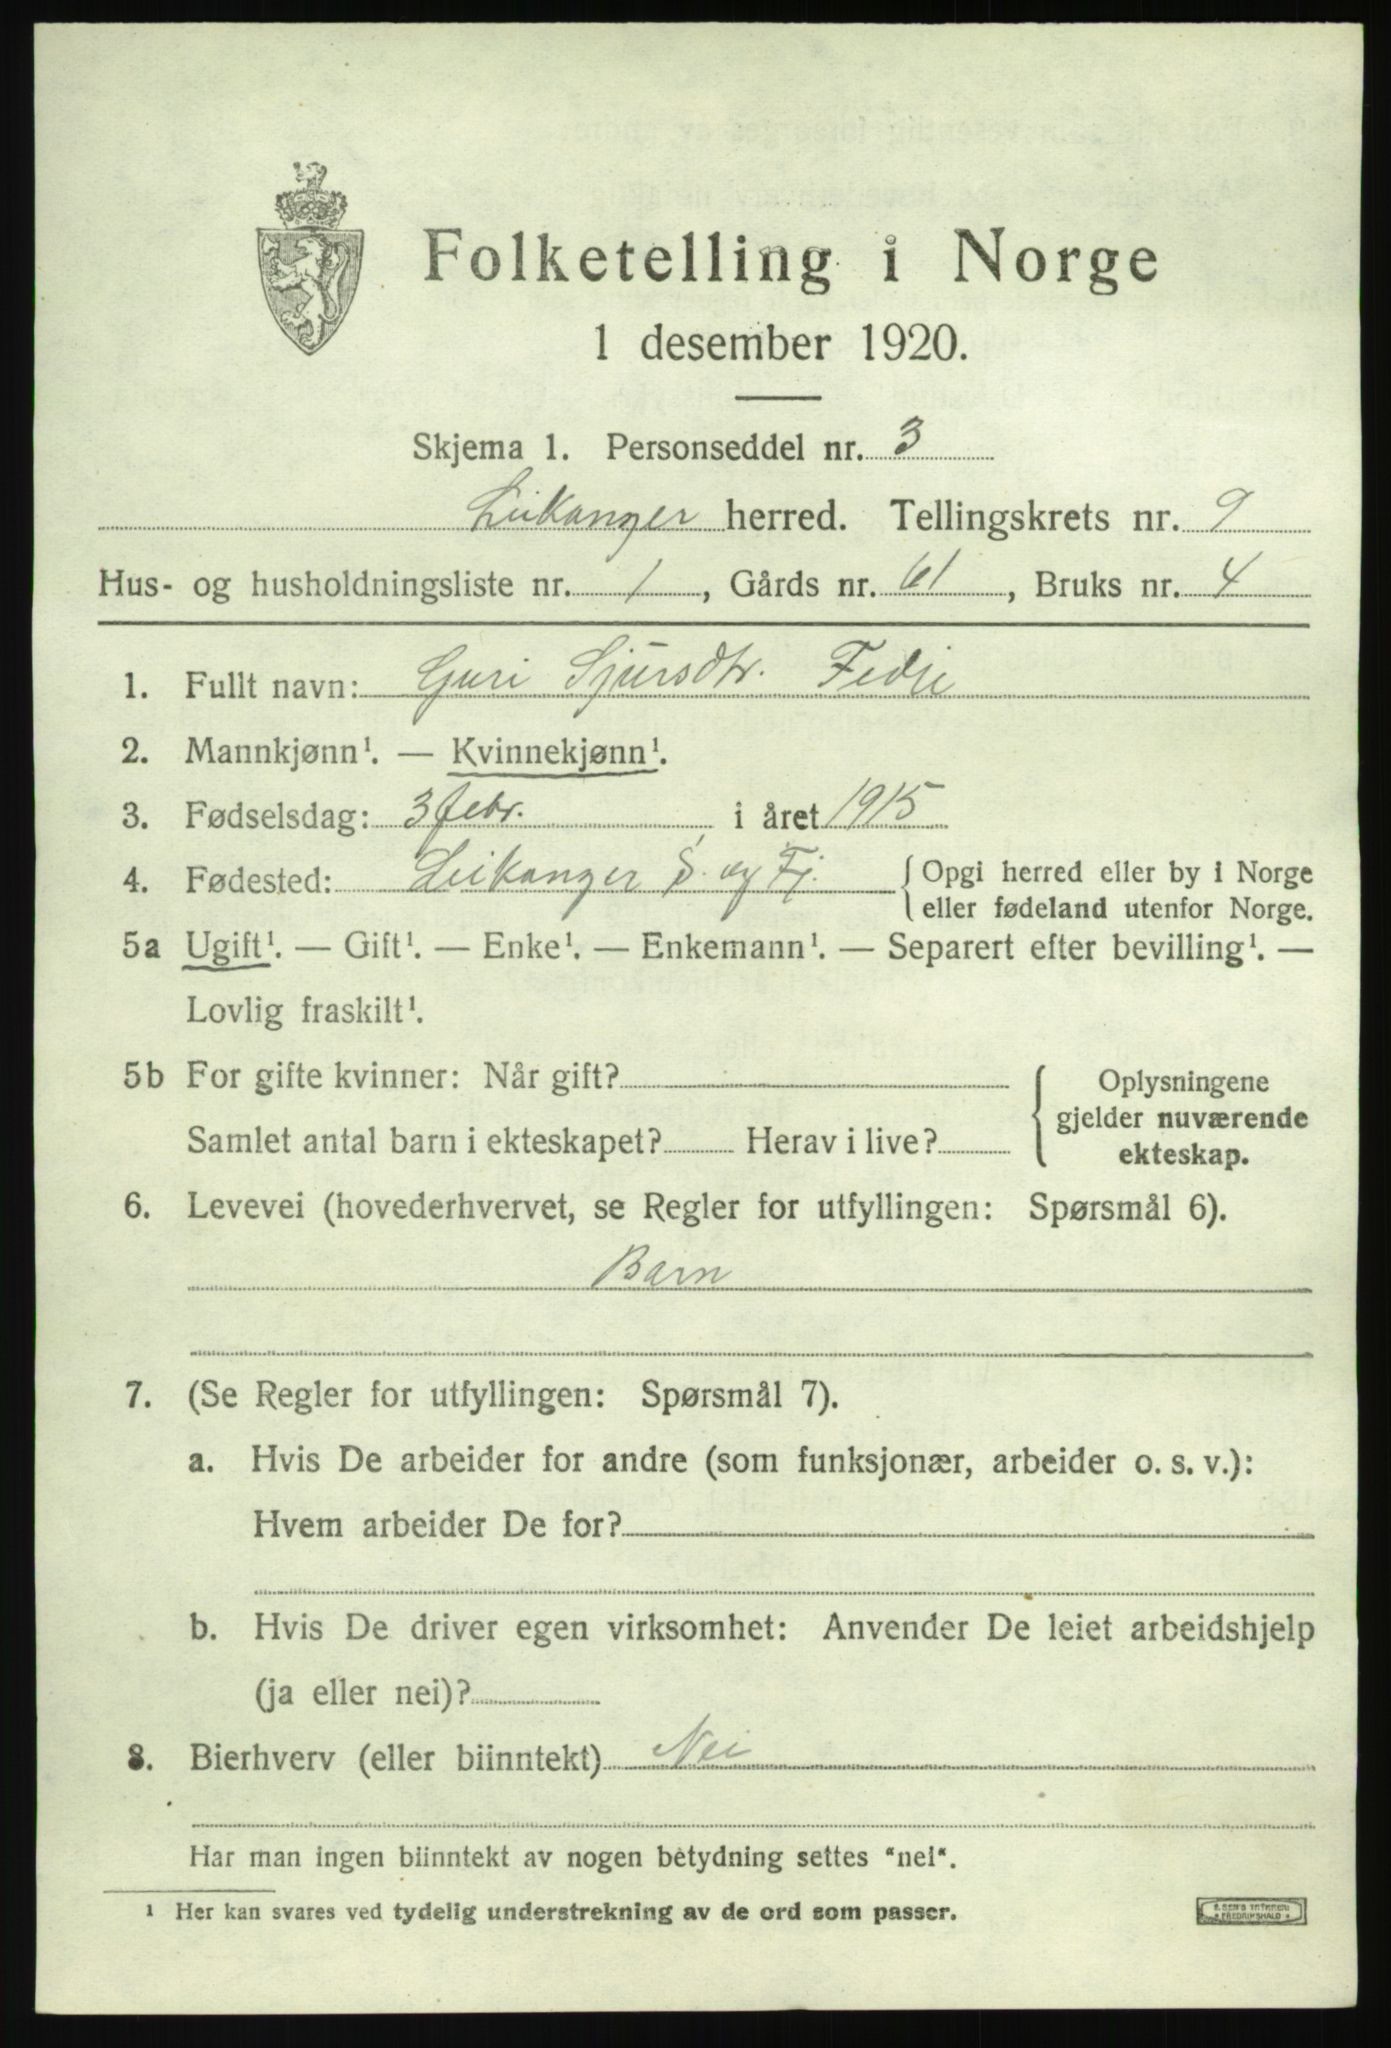 Folketelling i Norge
1 desember 1920.
Skjema 1. Personseddel nr. 3
Leikanger herred. Tellingskrets nr. 9
Hus- og husholdningsliste nr. 1, Gårds nr. 61, Bruks nr. 4
1. Fullt navn: Guri Sjursdtr. Fedje
2. Mannkjønn¹. — Kvinnekjønn¹.
3. Fødselsdag: 3 febr. i året 1915
4. Fødested: Leikanger S. og Fj. { Opgi herred eller by i Norge
eller fødeland utenfor Norge.
5a Ugift¹. — Gift¹. — Enke¹. — Enkemann¹. — Separert efter bevilling¹. —
Lovlig fraskilt¹.
5b For gifte kvinner: Når gift?
Samlet antal barn i ekteskapet? Herav i live?
{ Oplysningene
gjelder nuværende
ekteskap.
6. Levevei (hovederhvervet, se Regler for utfyllingen: Spørsmål 6).
Barn
7. (Se Regler for utfyllingen: Spørsmål 7).
a. Hvis De arbeider for andre (som funksjonær, arbeider o. s. v.):
Hvem arbeider De for?
b. Hvis De driver egen virksomhet: Anvender De leiet arbeidshjelp
(ja eller nei)?
8. Bierhverv (eller biinntekt) Nei
Har man ingen biinntekt av nogen betydning settes "nei".
¹ Her kan svares ved tydelig understrekning av de ord som passer.